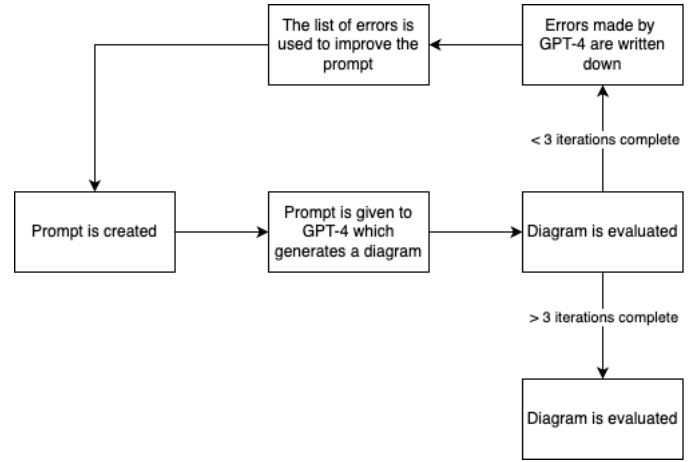 The list of errors is
used to improve the
prompt
Errors made by
GPT-4 are written
down
< 3 iterations complete
Prompt is created
Prompt is given to
GPT-4 which
generates a diagram
Diagram is evaluated
> 3 iterations complete
Diagram is evaluated